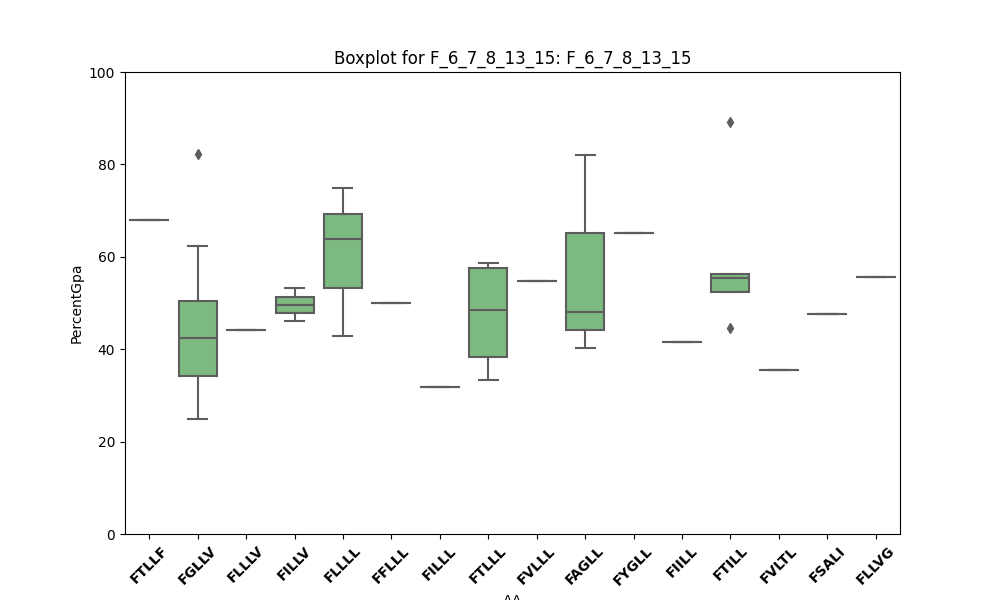 Boxplot for F_6_7_8_13_15: F_6_7_8_13_15
100
80
60
40
20
0
PercentGpa
FTLLF FGLLV FLLLV FILLV FLLLL FFLLL FILLL FTLLL FVLLL FAGLL FYGLL FIILL FTILL FVLTL FSALI FLLVG
AA